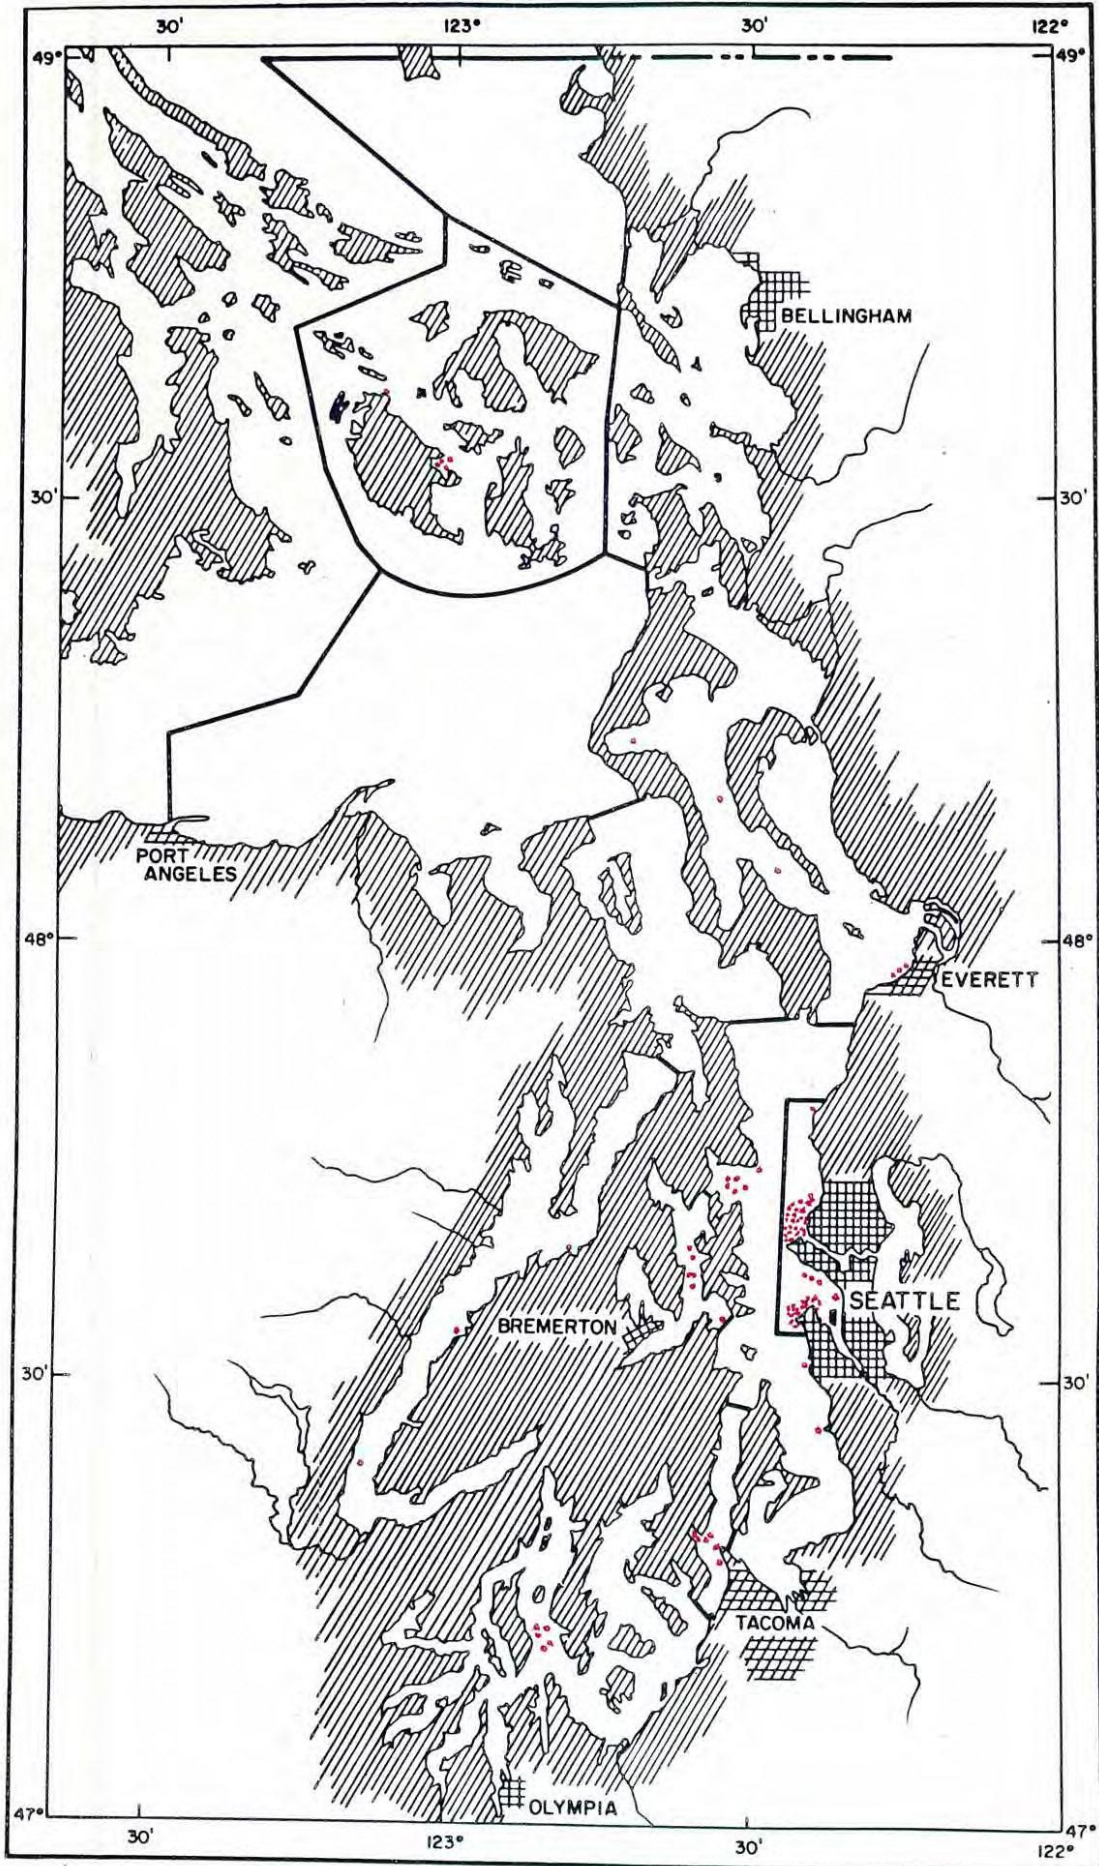 30' 123° 30' 122°
49° 49°
BELLINGHAM
30' 30'
PORT
ANGELES
48° 48°
EVERETT
SEATTLE
BREMERTON
30' 30'
TACOMA
OLYMPIA
47° 47°
30' 123° 30' 122°